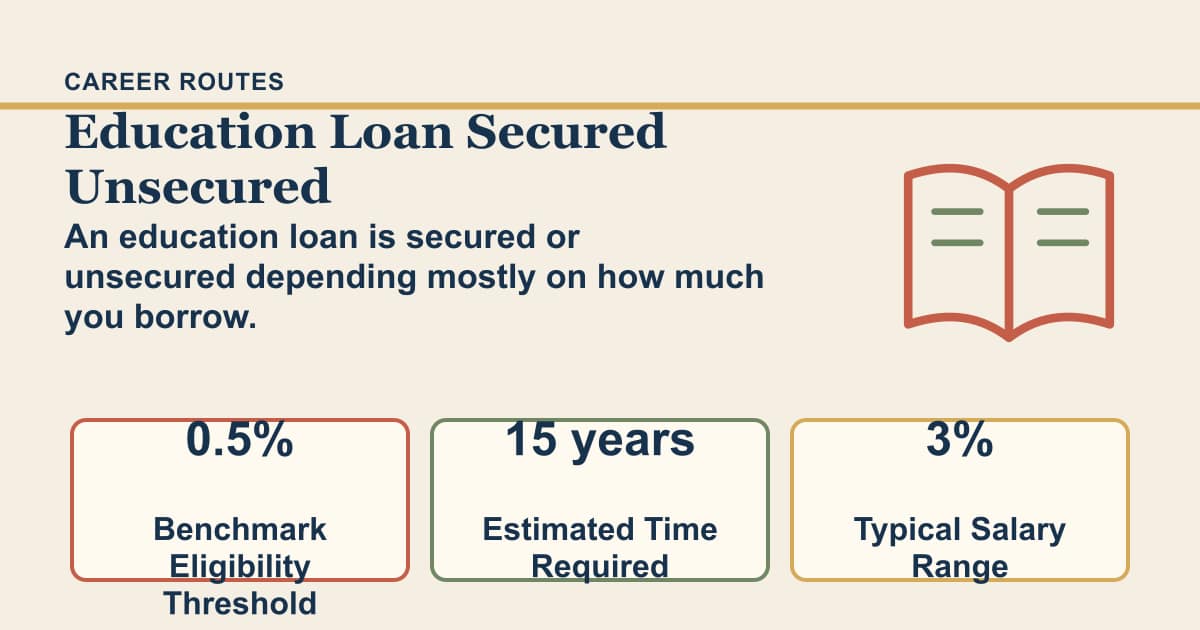 CAREER ROUTES
Education Loan Secured
Unsecured
An education loan is secured or
unsecured depending mostly on how much
you borrow.
0.5%
Benchmark
Eligibility
Threshold
15 years
Estimated Time
Required
3%
Typical Salary
Range